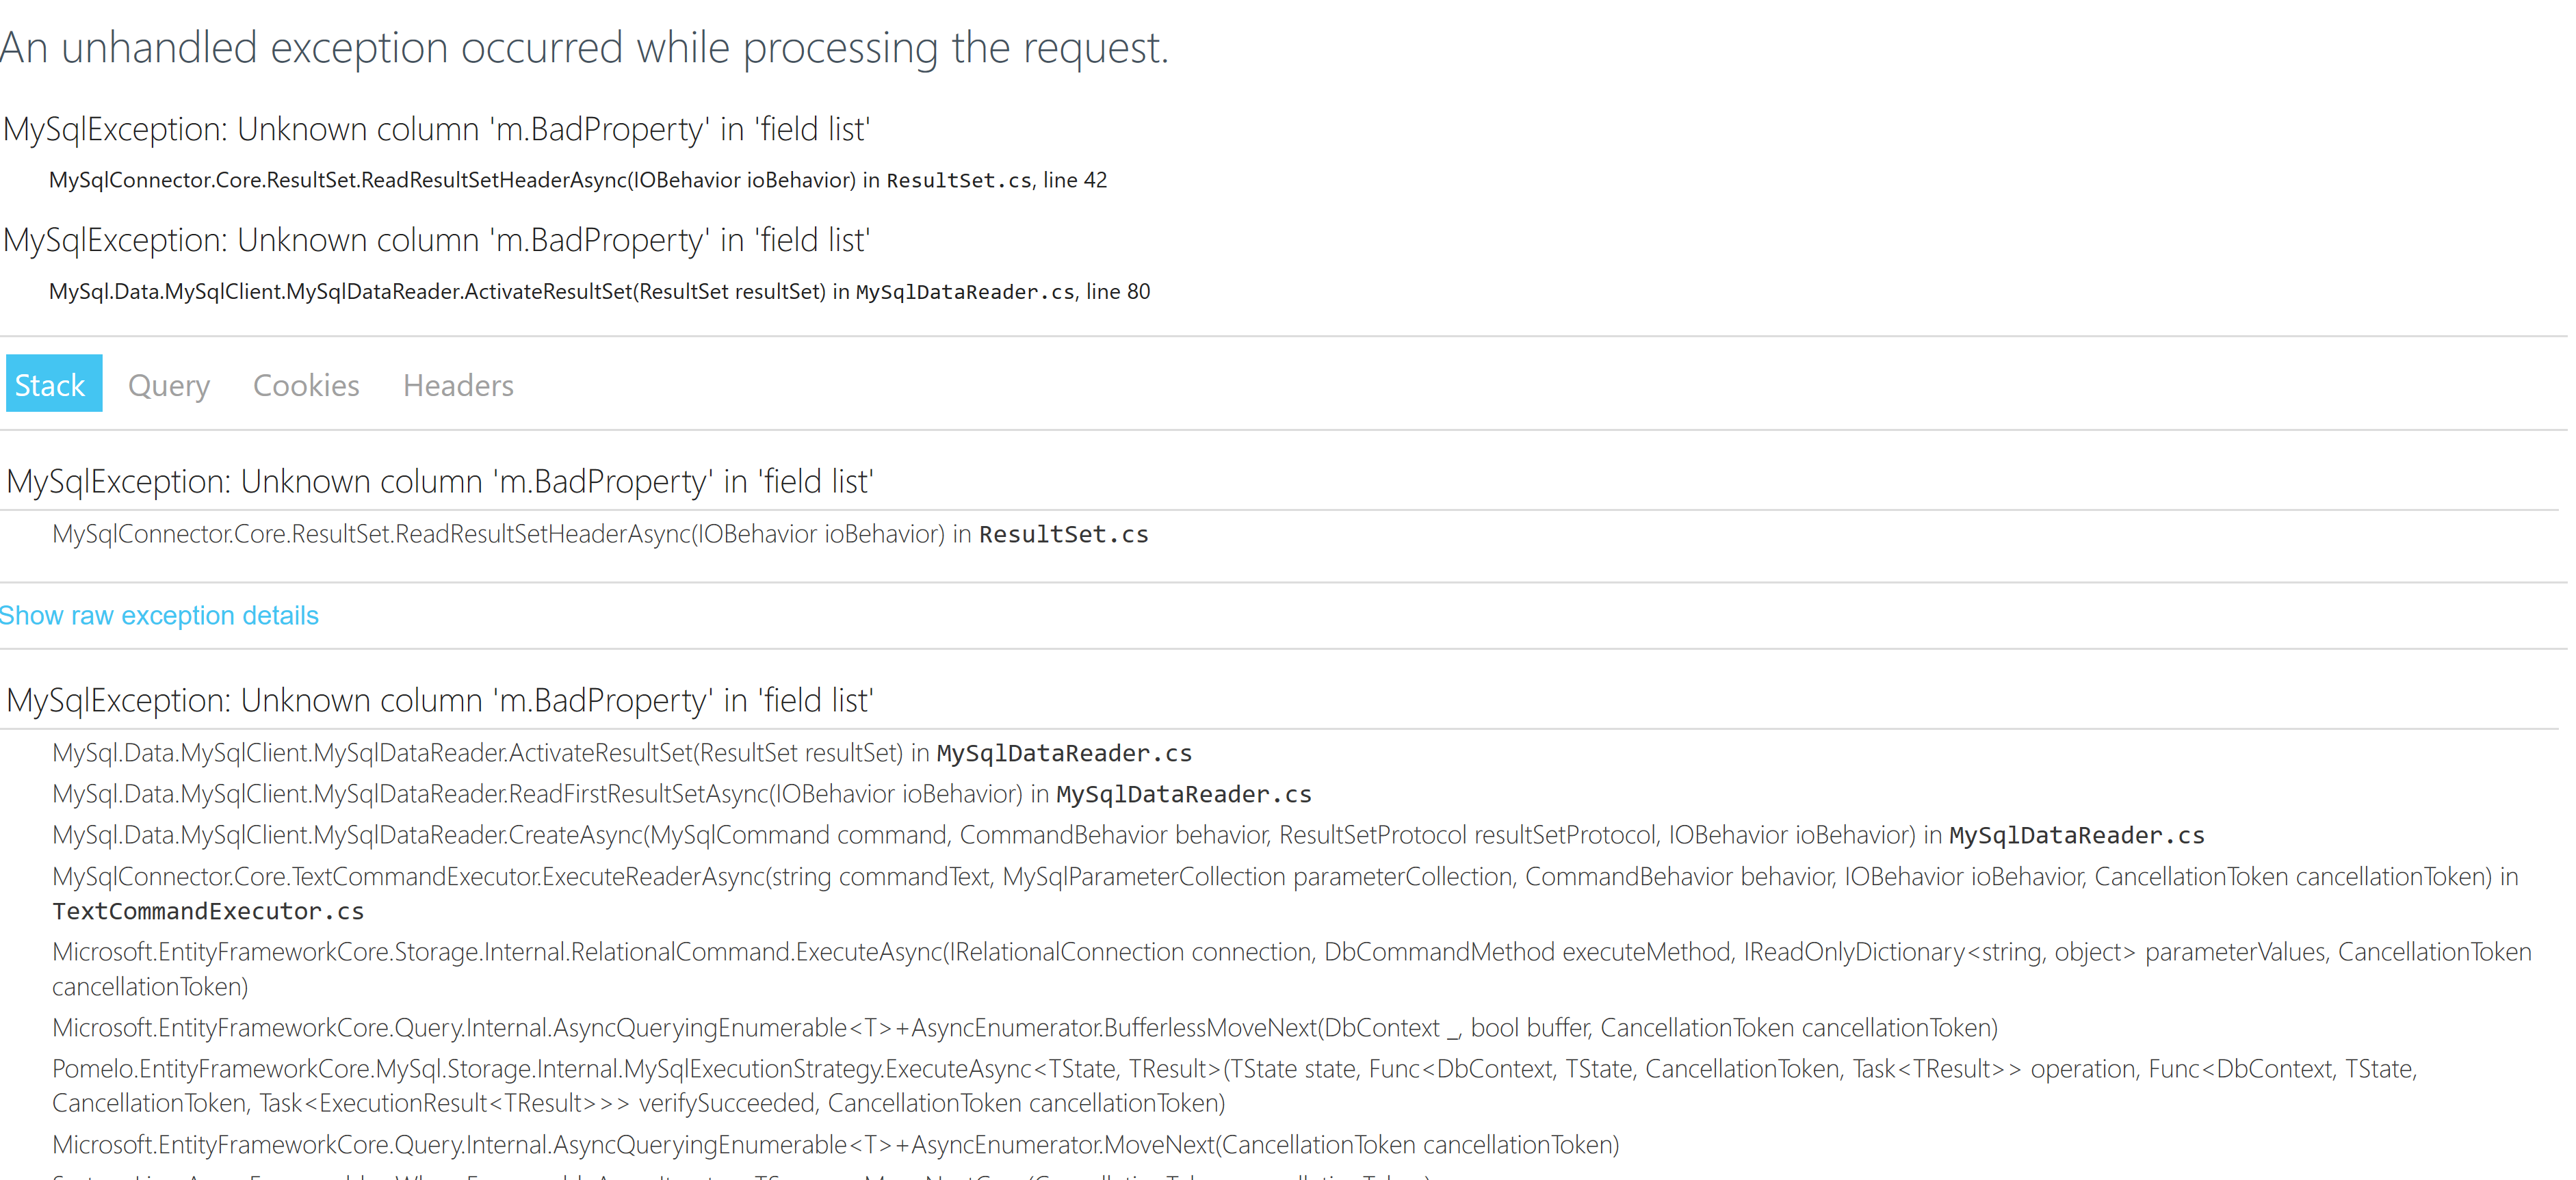 An unhandled exception occurred while processing the request.
MySqlException: Unknown column 'm.BadProperty' in 'field list'
MySqlConnector.Core.ResultSet.ReadResultSetHeaderAsync(IOBehavior ioBehavior) in ResultSet.cs, line 42
MySqlException: Unknown column 'm.BadProperty' in 'field list'
MySql.Data.MySqlClient.MySqlDataReader.ActivateResultSet(ResultSet resultSet) in MySqlDataReader.cs, line 80
Stack Query Cookies Headers
MySqlException: Unknown column 'm.BadProperty' in 'field list'
MySqlConnector.Core.ResultSet.ReadResultSetHeaderAsync(IOBehavior ioBehavior) in ResultSet.cs
Show raw exception details
MySqlException: Unknown column 'm.BadProperty' in 'field list'
MySql.Data.MySqlClient.MySqlDataReader.ActivateResultSet(ResultSet resultSet) in MySqlDataReader.cs
MySql.Data.MySqlClient.MySqlDataReader.ReadFirstResultSetAsync(IOBehavior ioBehavior) in MySqlDataReader.cs
MySql.Data.MySqlClient.MySqlDataReader.CreateAsync(MySqlCommand command, CommandBehavior behavior, ResultSetProtocol resultSetProtocol, IOBehavior ioBehavior) in MySqlDataReader.cs
MySqlConnector.Core.TextCommandExecutor.ExecuteReaderAsync(string commandText, MySqlParameterCollection parameterCollection, CommandBehavior behavior, IOBehavior ioBehavior, CancellationToken cancellationToken) in
TextCommandExecutor.cs
Microsoft.EntityFrameworkCore.Storage.Internal.RelationalCommand.ExecuteAsync(IRelationalConnection connection, DbCommandMethod executeMethod, IReadOnlyDictionary<string, object> parameterValues, CancellationToken
cancellationToken)
Microsoft.EntityFrameworkCore.Query.Internal.AsyncQueryingEnumerable<T>+AsyncEnumerator.BufferlessMoveNext(DbContext _, bool buffer, CancellationToken cancellationToken)
Pomelo.EntityFrameworkCore.MySql.Storage.Internal.MySqlExecutionStrategy.ExecuteAsync<TState, TResult>(TState state, Func<DbContext, TState, CancellationToken, Task<TResult>> operation, Func<DbContext, TState,
CancellationToken, Task<ExecutionResult<TResult>>> verifySucceeded, CancellationToken cancellationToken)
Microsoft.EntityFrameworkCore.Query.Internal.AsyncQueryingEnumerable<T>+AsyncEnumerator.MoveNext(CancellationToken cancellationToken)